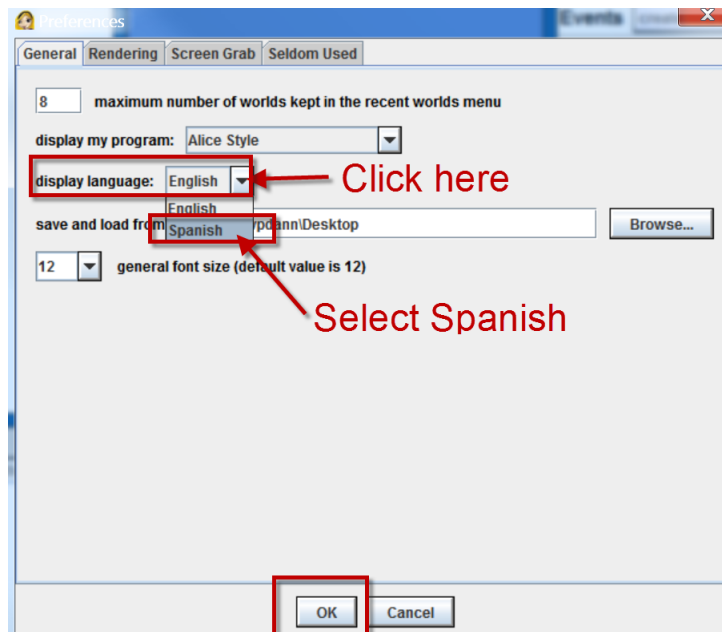 Preferences
Events
X
General Rendering Screen Grab Seldom Used
8 maximum number of worlds kept in the recent worlds menu
display my program: Alice Style
display language: English
Click here
English
save and load from
Spanish
\Desktop
Browse...
12 general font size (default value is 12)
Select Spanish
OK Cancel